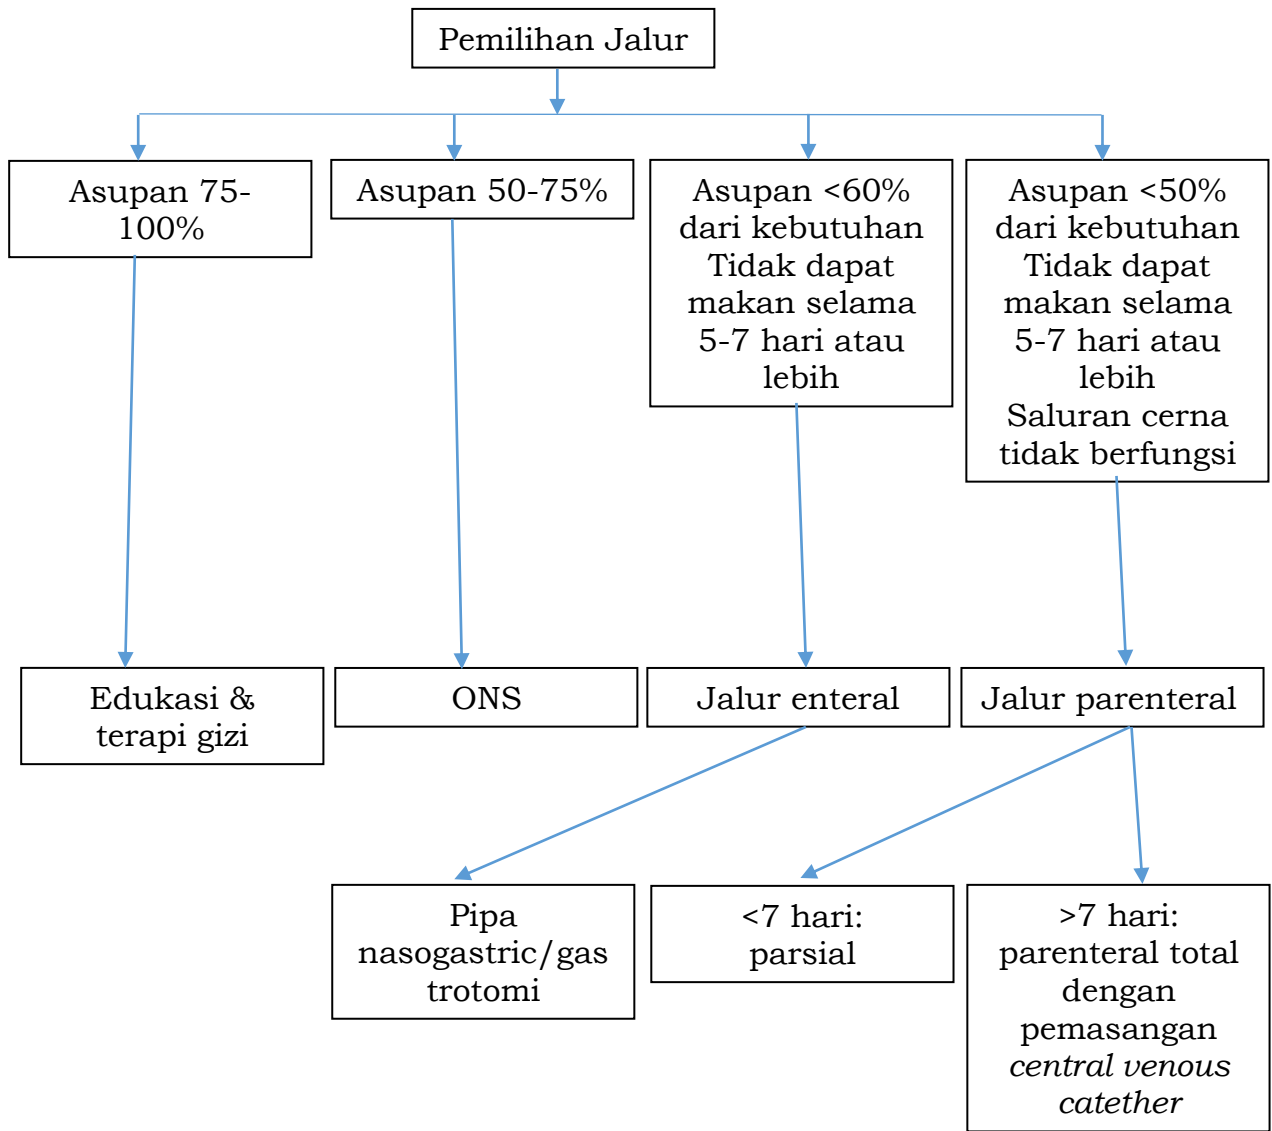 Pemilihan Jalur
Asupan 75-
100%
Asupan 50-75%
Asupan <60%
dari kebutuhan
Tidak dapat
makan selama
5-7 hari atau
lebih
Asupan <50%
dari kebutuhan
Tidak dapat
makan selama
5-7 hari atau
lebih
Saluran cerna
tidak berfungsi
Edukasi &
terapi gizi
ONS
Jalur enteral
Jalur parenteral
Pipa
nasogastric/gas
trotomi
<7 hari:
parsial
>7 hari:
parenteral total
dengan
pemasangan
central venous
catether